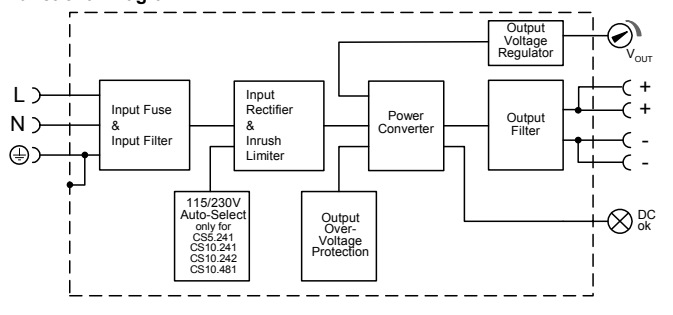 Output
Voltage
Regulator
VOUT
L
N
Input Fuse
&
Input Filter
Input
Rectifier
&
Inrush
Limiter
Power
Converter
Output
Filter
+
+
-
-
115/230V
Auto-Select
only for
CS5.241
CS10.241
CS10.242
CS10.481
Output
Over-
Voltage
Protection
DC
ok